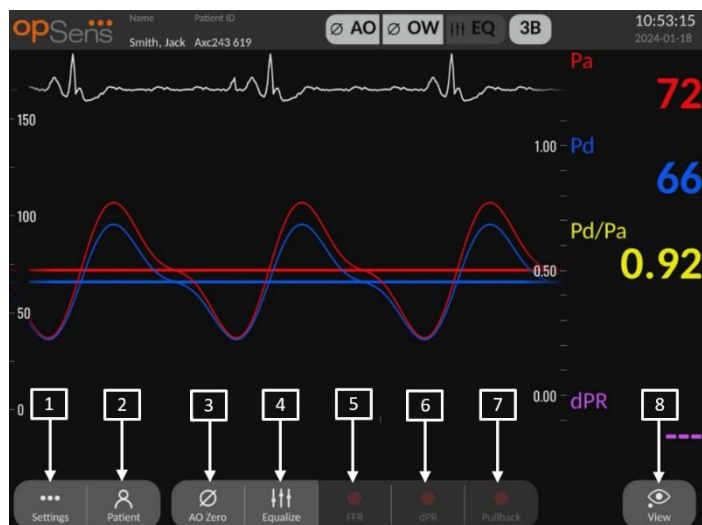 opSens
Name Patient ID
Smith, Jack Axc243 619
Ø AO Ø OW EQ 3B
10:53:15
2024-01-18
Pa
72
150
1.00
Pd
66
100
Pd/Pa
0.92
0.50
50
0
0.00
dPR
---
1 2 3 4 5 6 7 8
Settings Patient AO Zero Equalize FFR dPR Pullback View